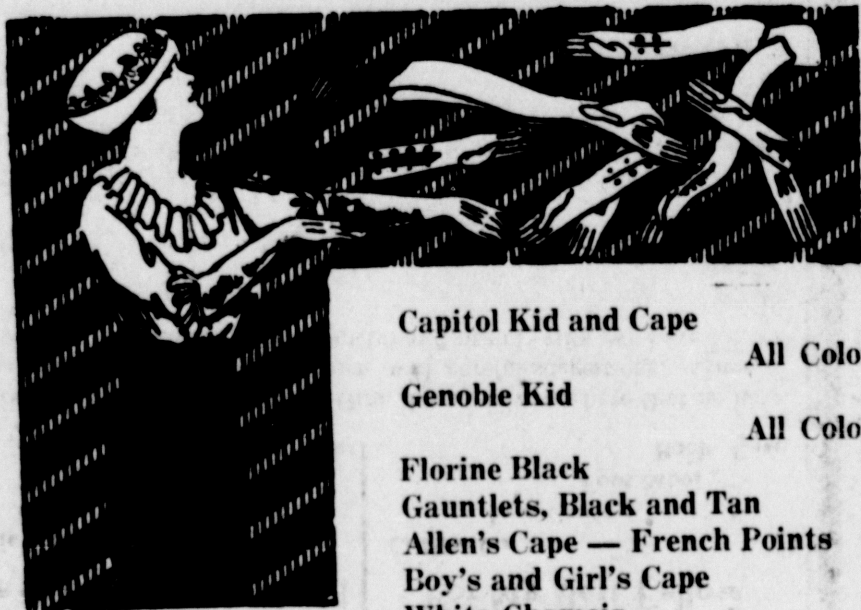 Capitol Kid and Cape
All Colo
Genoble Kid
All Colo
Florine Black
Gauntlets, Black and Tan
Allen's Cape — French Points
Boy's and Girl's Cape